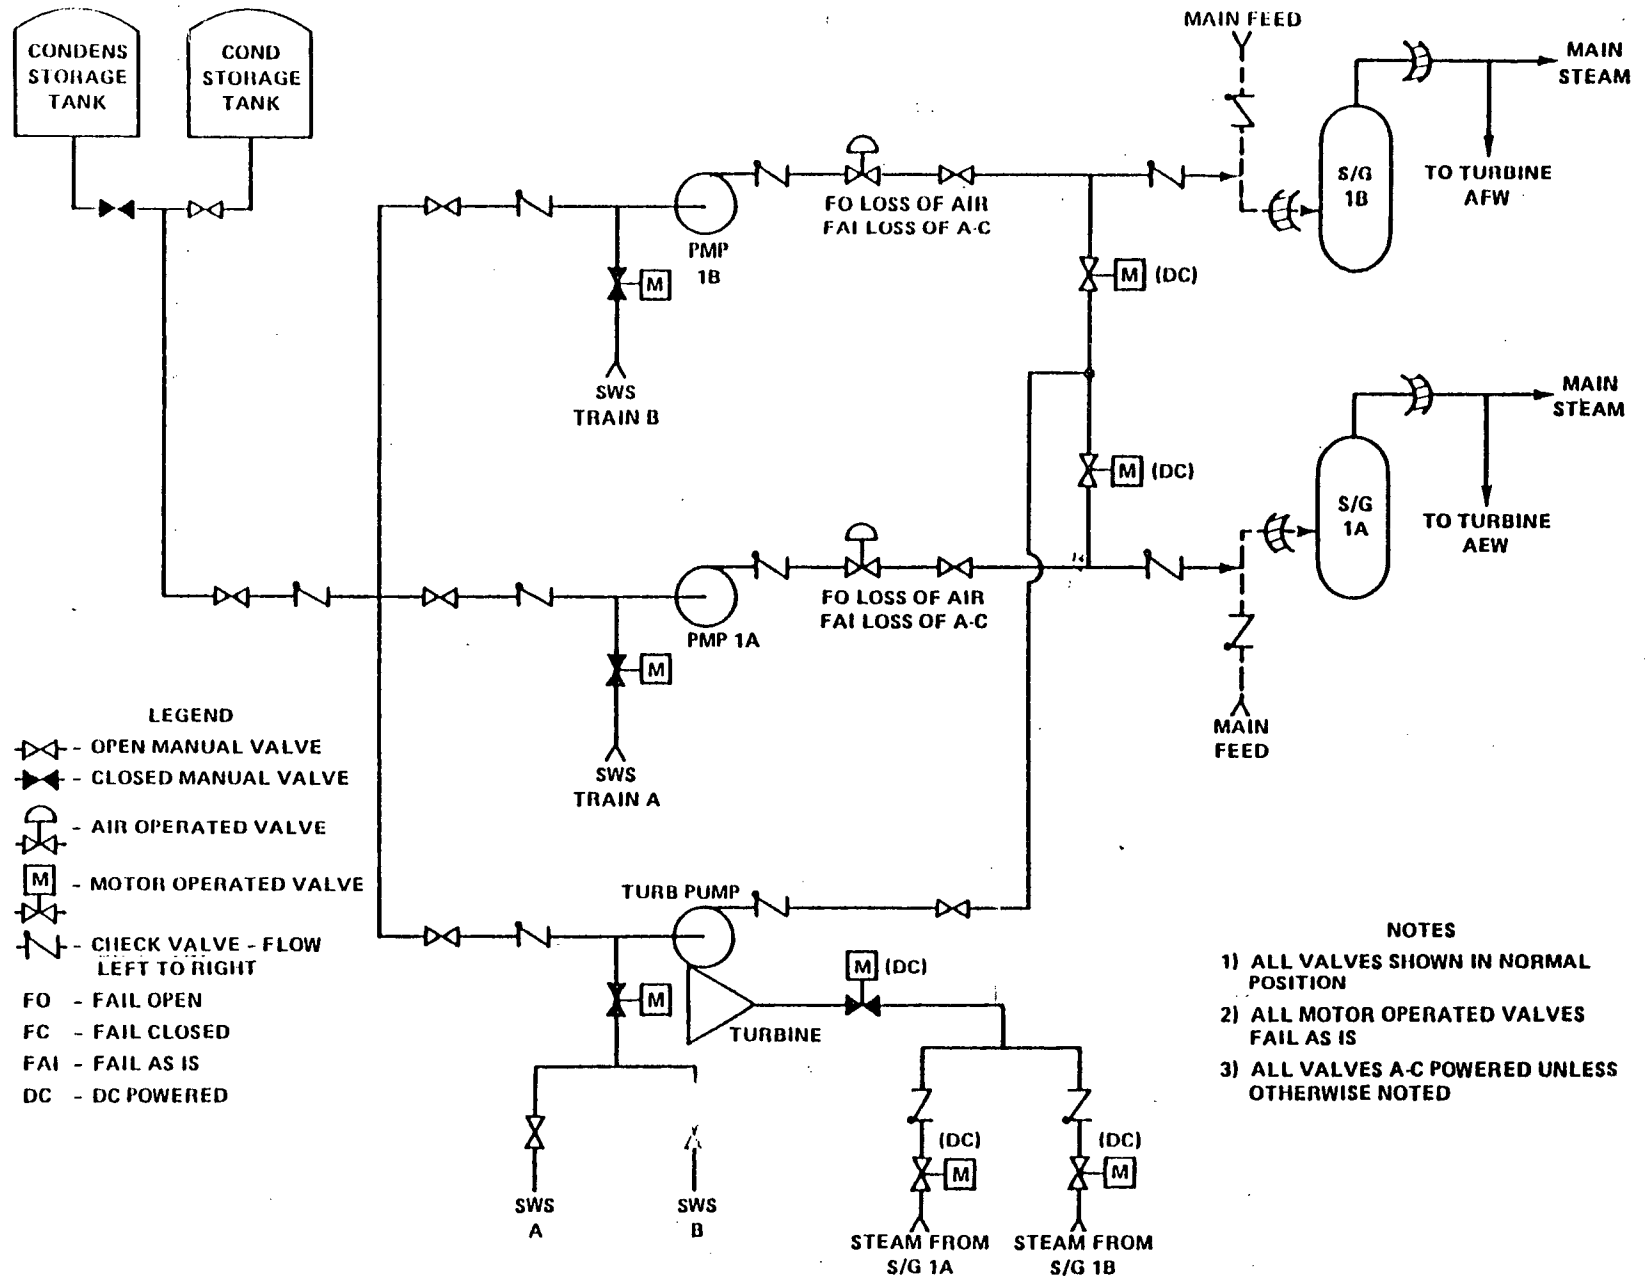 CONDENS
STORAGE
TANK
COND
STORAGE
TANK
MAIN FEED
MAIN
STEAM
S/G
1B
TO TURBINE
AFW
FO LOSS OF AIR
FAI LOSS OF A-C
PMP
1B
M
M (DC)
SWS
TRAIN B
MAIN
STEAM
M (DC)
S/G
1A
TO TURBINE
AEW
FO LOSS OF AIR
FAI LOSS OF A-C
PMP 1A
M
MAIN
FEED
SWS
TRAIN A
LEGEND
- OPEN MANUAL VALVE
- CLOSED MANUAL VALVE
- AIR OPERATED VALVE
M
- MOTOR OPERATED VALVE
- CHECK VALVE - FLOW
LEFT TO RIGHT
FO - FAIL OPEN
FC - FAIL CLOSED
FAI - FAIL AS IS
DC - DC POWERED
TURB PUMP
M (DC)
M
TURBINE
SWS
A
SWS
B
(DC)
M
(DC)
M
STEAM FROM
S/G 1A
STEAM FROM
S/G 1B
NOTES
1) ALL VALVES SHOWN IN NORMAL
POSITION
2) ALL MOTOR OPERATED VALVES
FAIL AS IS
3) ALL VALVES A-C POWERED UNLESS
OTHERWISE NOTED